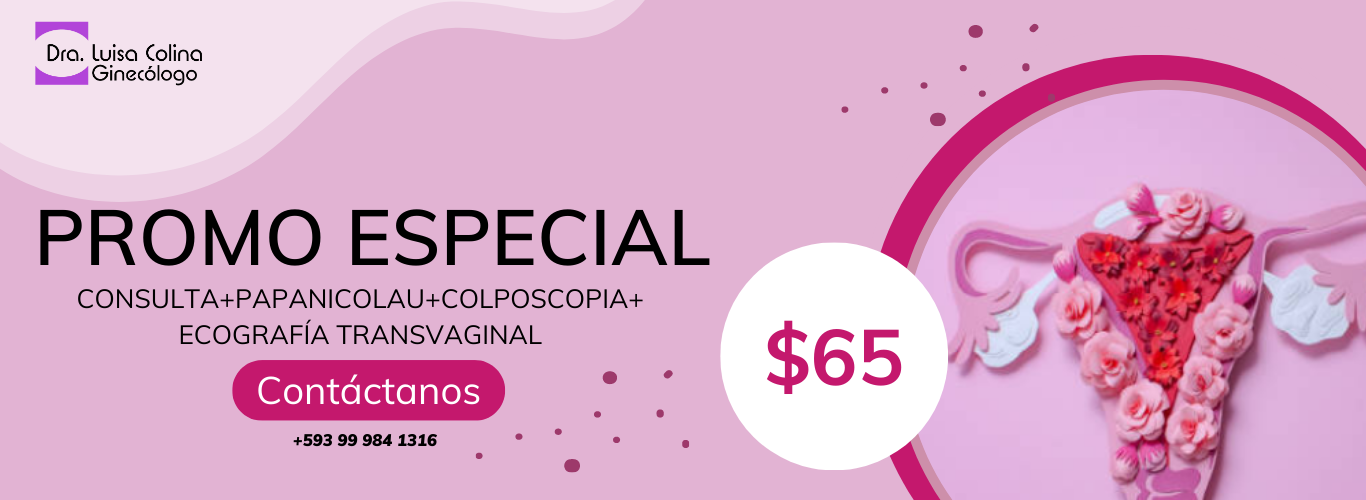 Dra. Luisa Colina
Ginecólogo
PROMO ESPECIAL
CONSULTA+PAPANICOLAU+COLPOSCOPIA+
ECOGRAFÍA TRANSVAGINAL
Contáctanos
+593 99 984 1316
$65